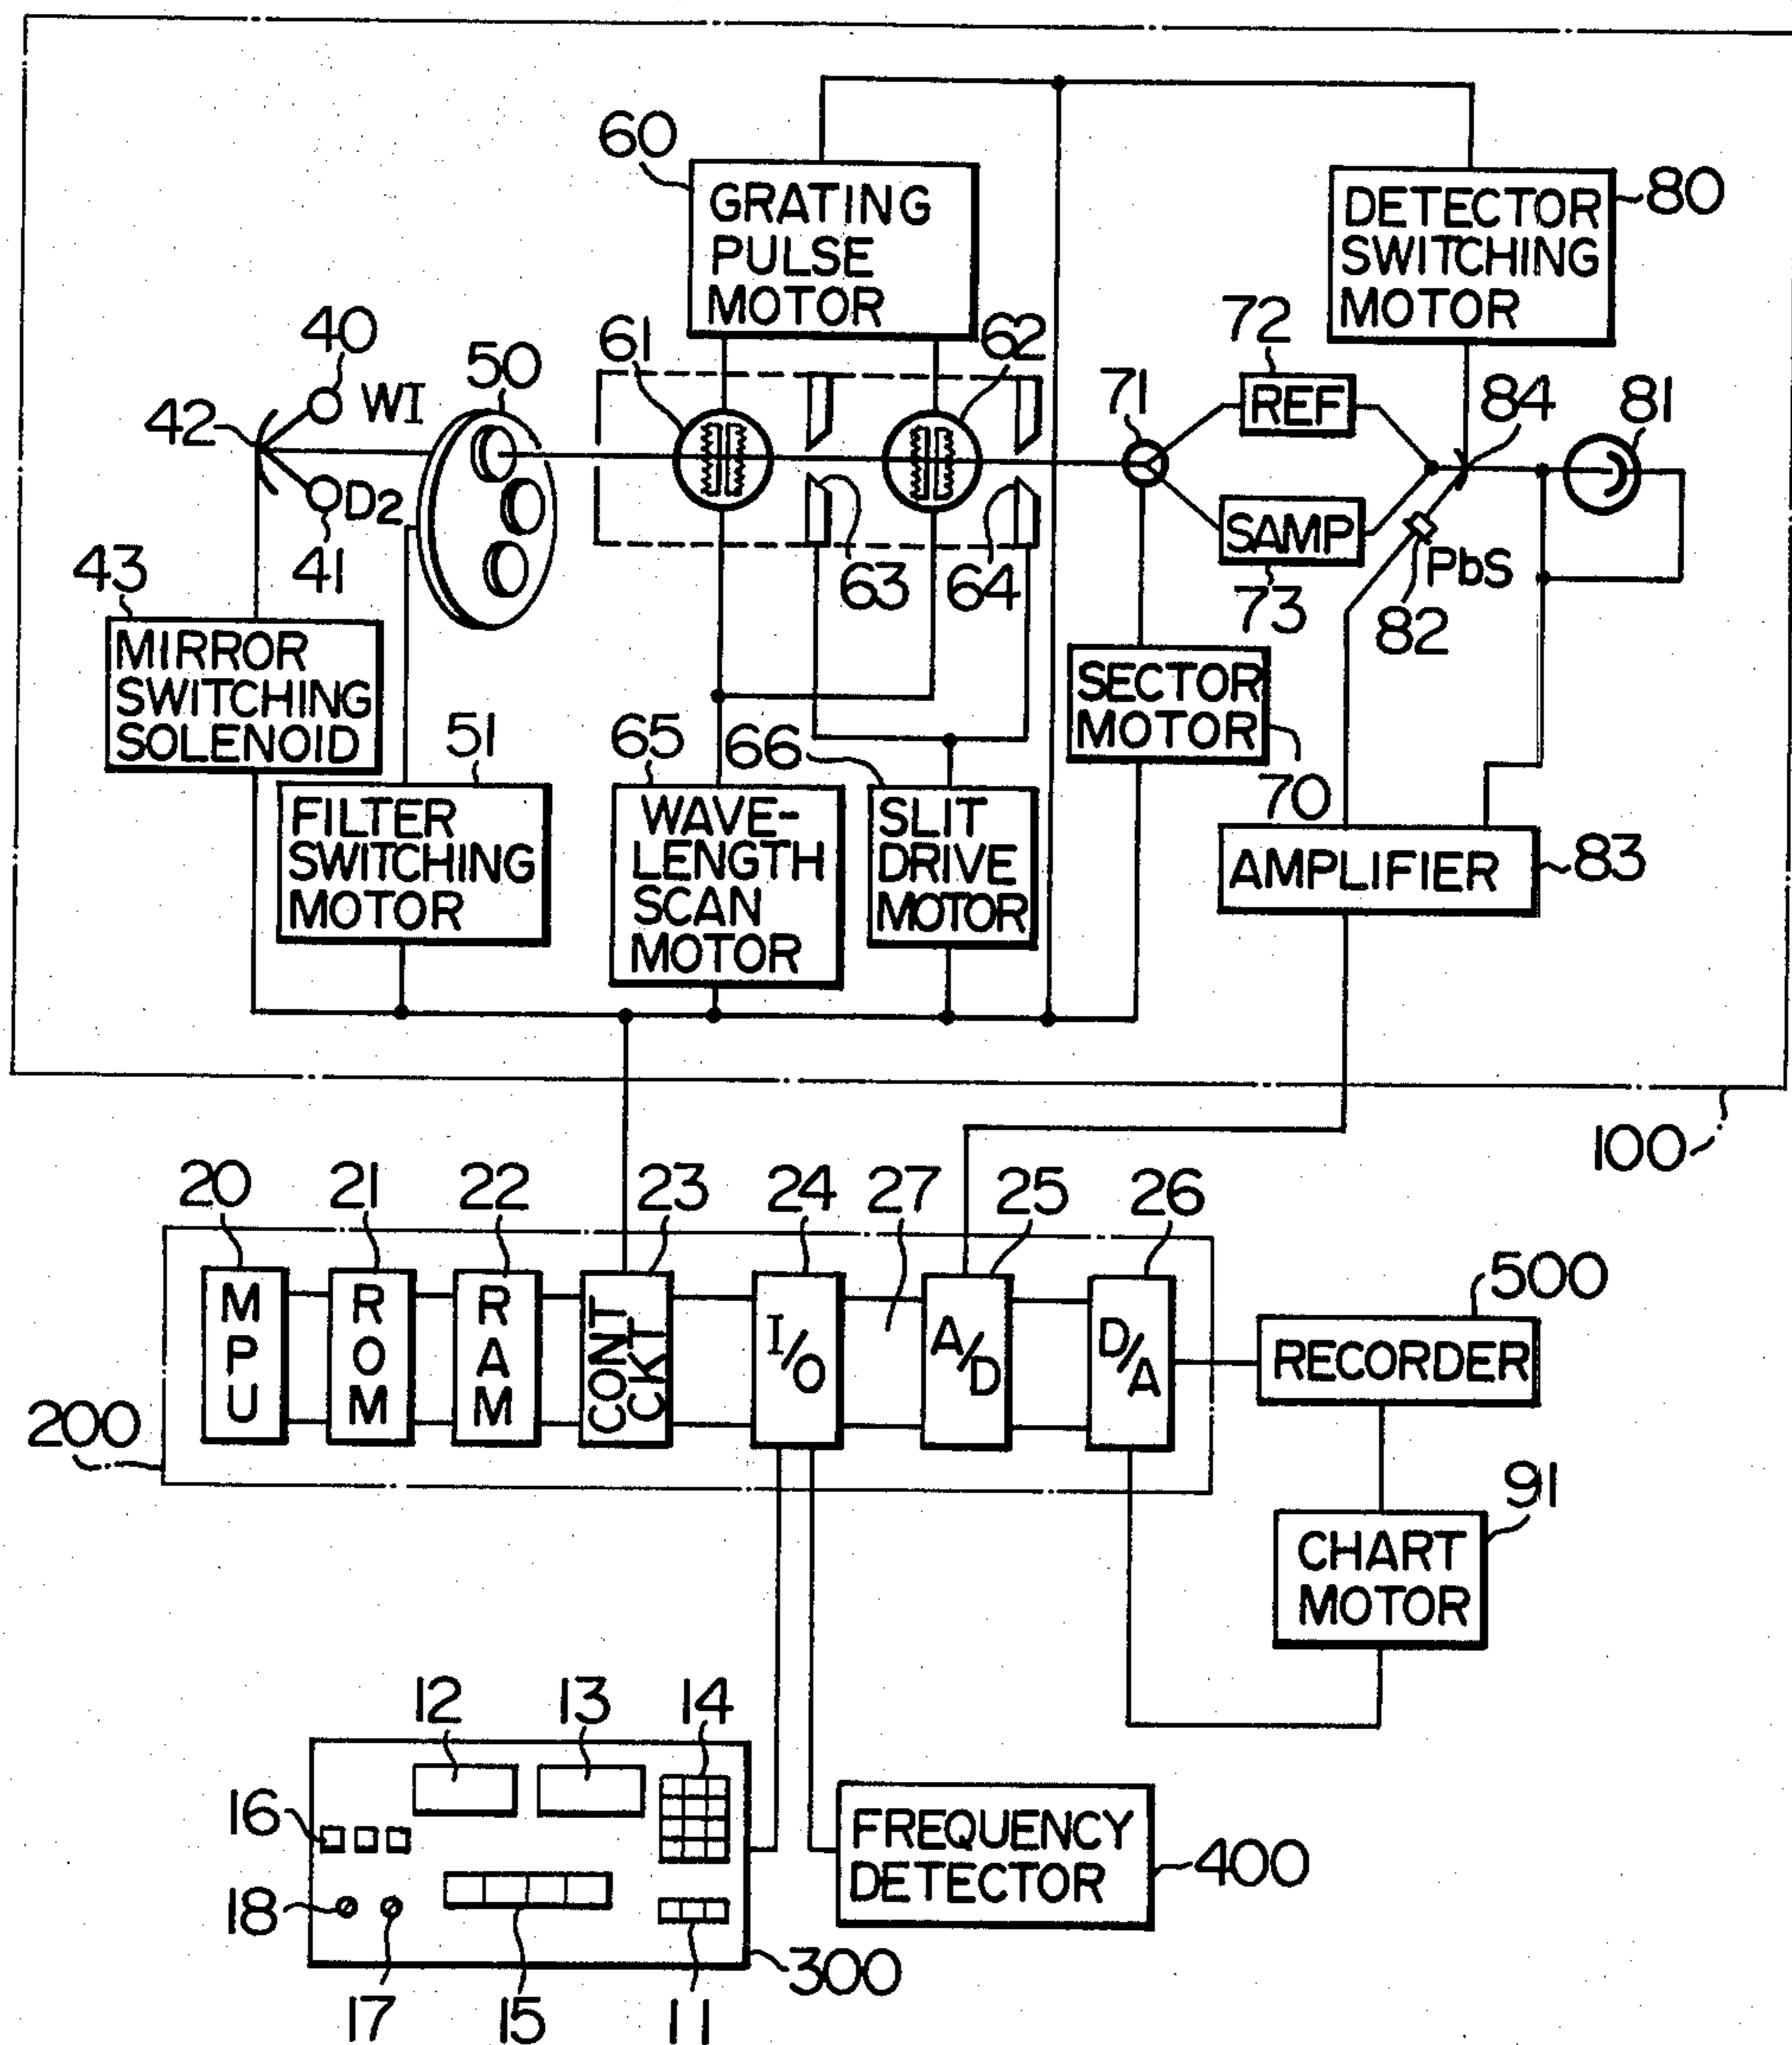 60
GRATING
PULSE
MOTOR
80
DETECTOR
SWITCHING
MOTOR
40
WI
42
D2
41
50
61
62
63
64
71
72
REF
SAMP
73
84
81
PbS
82
43
MIRROR
SWITCHING
SOLENOID
51
FILTER
SWITCHING
MOTOR
65
WAVE-
LENGTH
SCAN
MOTOR
66
SLIT
DRIVE
MOTOR
SECTOR
MOTOR
70
AMPLIFIER
83
100
20
21
22
23
24
27
25
26
MPU
ROM
RAM
CONT
CKT
I/O
A/D
D/A
200
500
RECORDER
91
CHART
MOTOR
12
13
14
16
18
17
15
11
300
FREQUENCY
DETECTOR
400